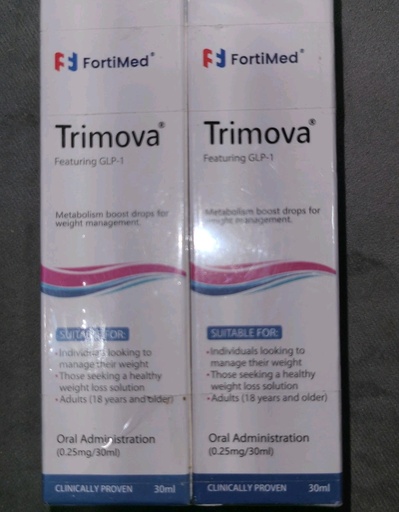 FortiMed®
Trimova®
Featuring GLP-1
Metabolism boost drops for
weight management.
SUITABLE FOR:
•Individuals looking to
manage their weight
•Those seeking a healthy
weight loss solution
•Adults (18 years and older)
Oral Administration
(0.25mg/30ml)
CLINICALLY PROVEN 30ml
FortiMed®
Trimova®
Featuring GLP-1
Metabolism boost drops for
weight management.
SUITABLE FOR:
•Individuals looking to
manage their weight
•Those seeking a healthy
weight loss solution
•Adults (18 years and older)
Oral Administration
(0.25mg/30ml)
CLINICALLY PROVEN 30ml